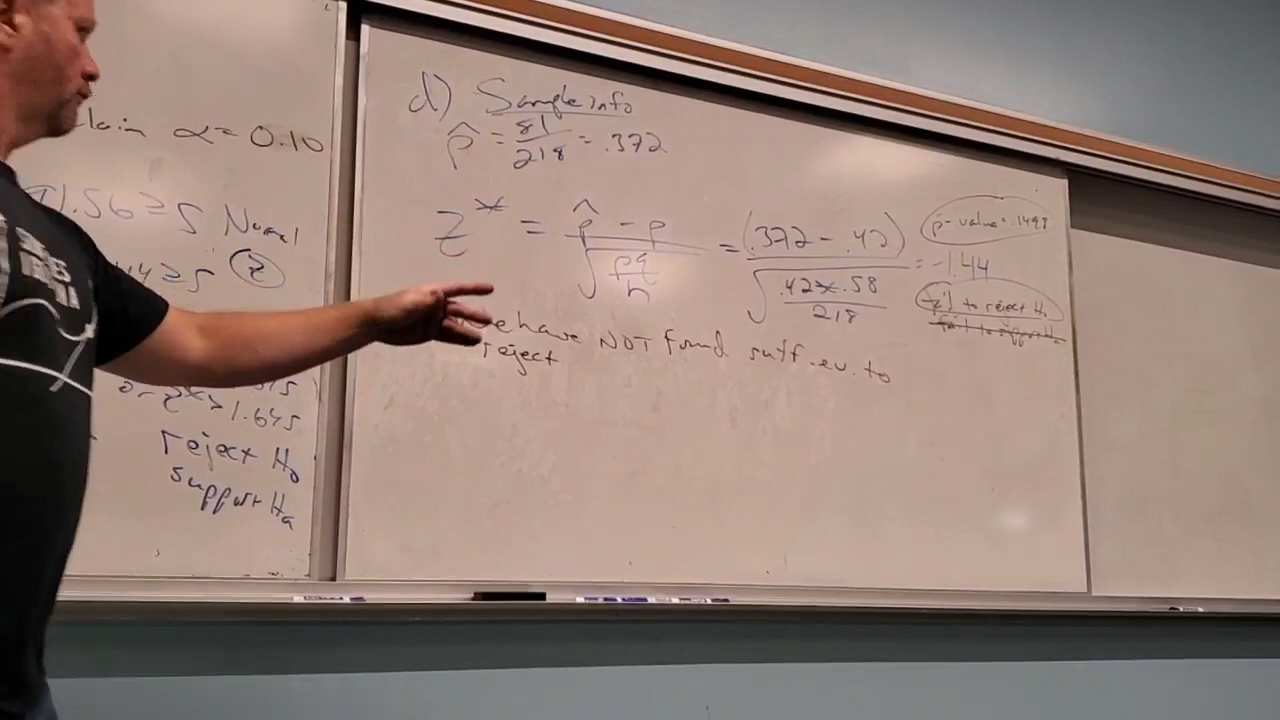 α = 0.10
.56 ≥ 5 Normal
≥ 5 (z)
1.645
reject H₀
support Hₐ
d) Sample info
p̂ = 81/218 = .372
z* = (p̂ - p)/√(pq/n) = (.372 - .42)/√(.42 × .58/218) = -1.44
p-value = .1498
fail to reject H₀
fail to support Hₐ
we have NOT found suff. ev. to
reject